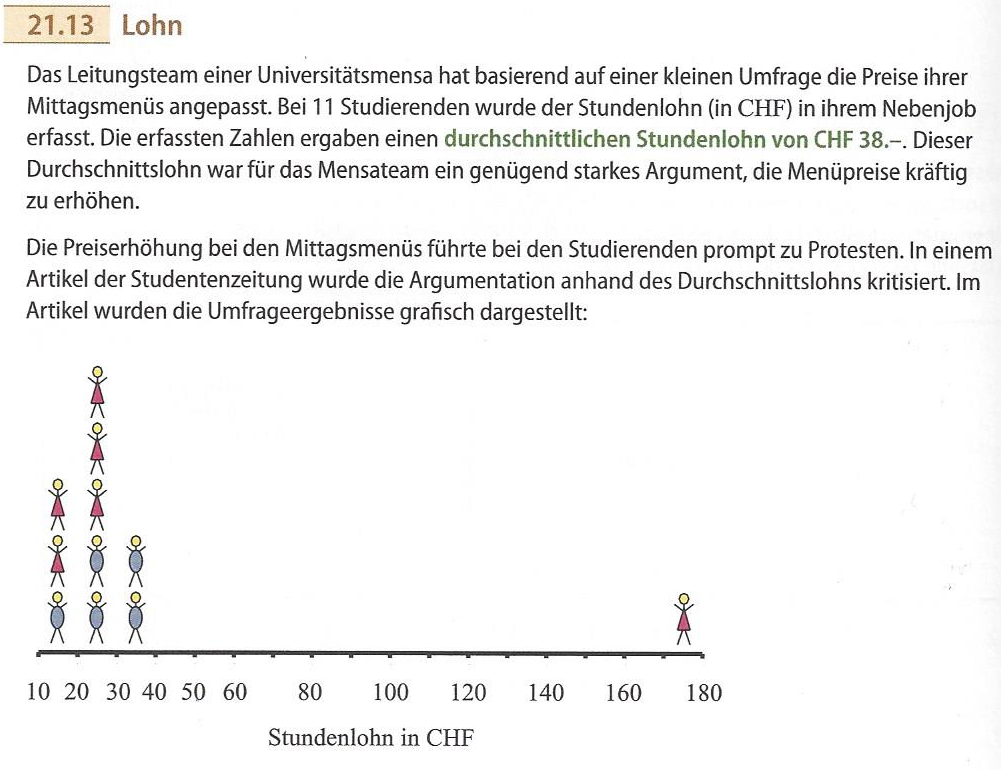 21.13 Lohn
Das Leitungsteam einer Universitätsmensa hat basierend auf einer kleinen Umfrage die Preise ihrer
Mittagsmenüs angepasst. Bei 11 Studierenden wurde der Stundenlohn (in CHF) in ihrem Nebenjob
erfasst. Die erfassten Zahlen ergaben einen durchschnittlichen Stundenlohn von CHF 38.–. Dieser
Durchschnittslohn war für das Mensateam ein genügend starkes Argument, die Menüpreise kräftig
zu erhöhen.
Die Preiserhöhung bei den Mittagsmenüs führte bei den Studierenden prompt zu Protesten. In einem
Artikel der Studentenzeitung wurde die Argumentation anhand des Durchschnittslohns kritisiert. Im
Artikel wurden die Umfrageergebnisse grafisch dargestellt:
10 20 30 40 50 60 80 100 120 140 160 180
Stundenlohn in CHF